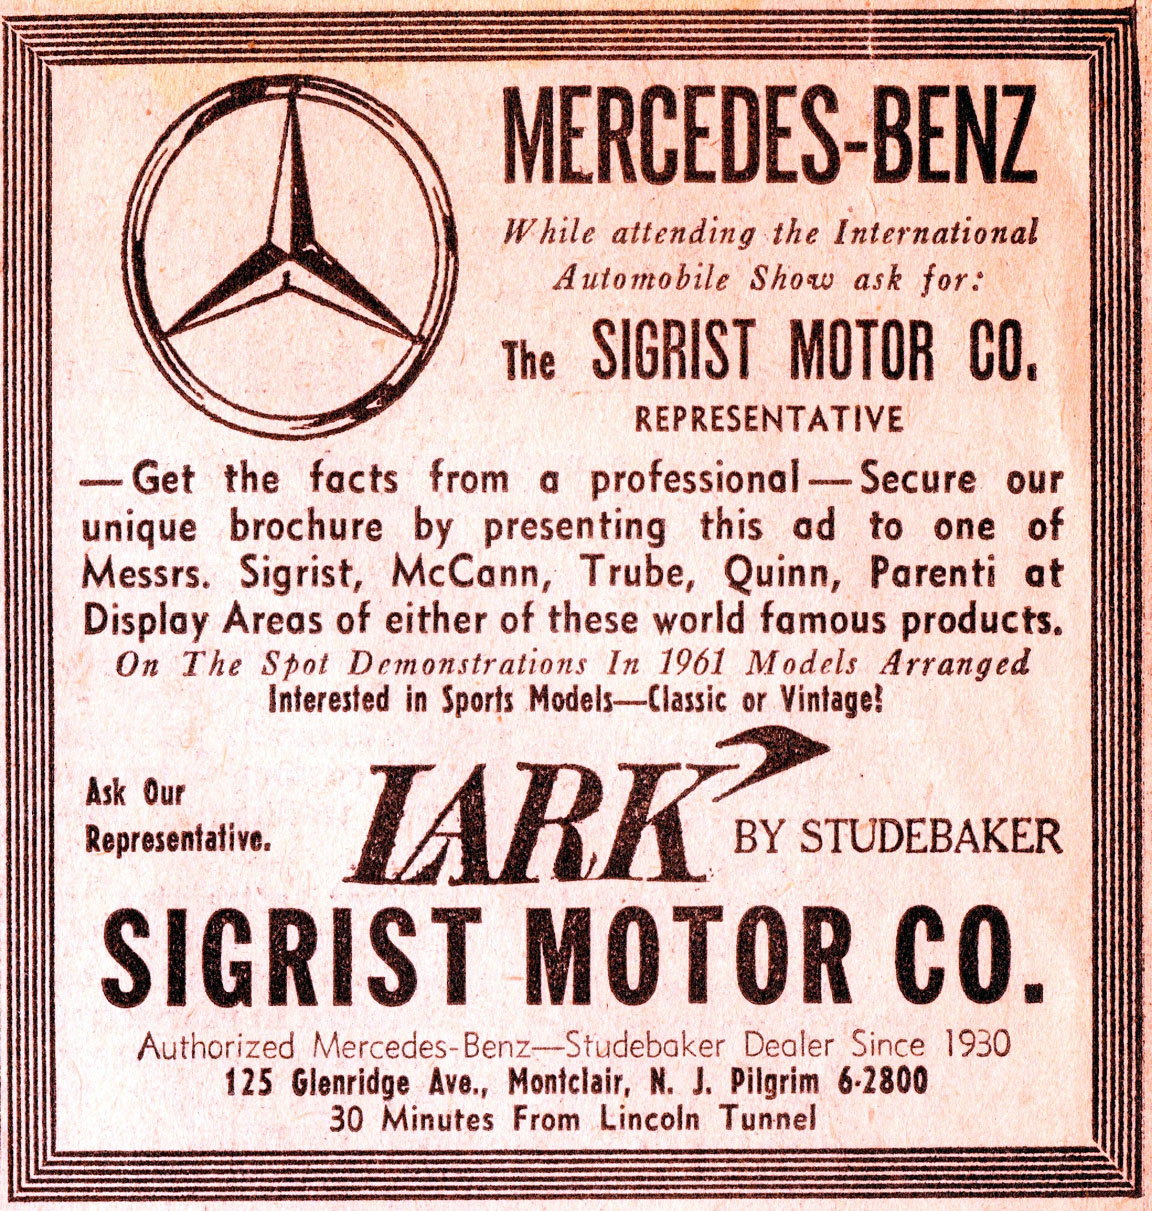 MERCEDES-BENZ
While attending the International
Automobile Show ask for:
The SIGRIST MOTOR CO.
REPRESENTATIVE
—Get the facts from a professional—Secure our
unique brochure by presenting this ad to one of
Messrs. Sigrist, McCann, Trube, Quinn, Parenti at
Display Areas of either of these world famous products.
On The Spot Demonstrations In 1961 Models Arranged
Interested in Sports Models—Classic or Vintage!
Ask Our
Representative.
LARK BY STUDEBAKER
SIGRIST MOTOR CO.
Authorized Mercedes-Benz—Studebaker Dealer Since 1930
125 Glenridge Ave., Montclair, N. J. Pilgrim 6-2800
30 Minutes From Lincoln Tunnel